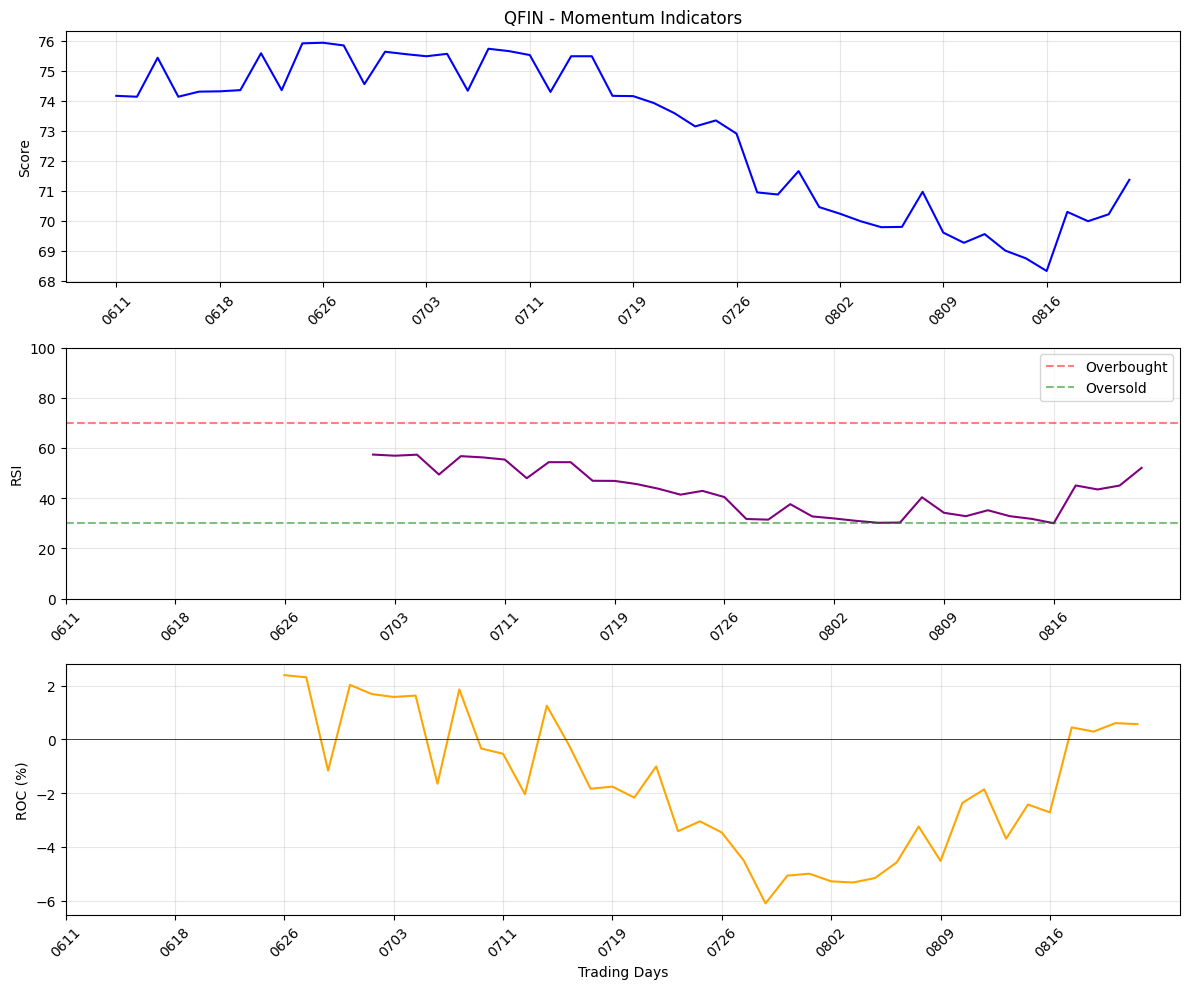 QFIN - Momentum Indicators
76
75
74
73
72
71
70
69
68
Score
0611 0618 0626 0703 0711 0719 0726 0802 0809 0816
100
80
60
40
20
0
RSI
Overbought
Oversold
0611 0618 0626 0703 0711 0719 0726 0802 0809 0816
2
0
−2
−4
−6
ROC (%)
0611 0618 0626 0703 0711 0719 0726 0802 0809 0816
Trading Days